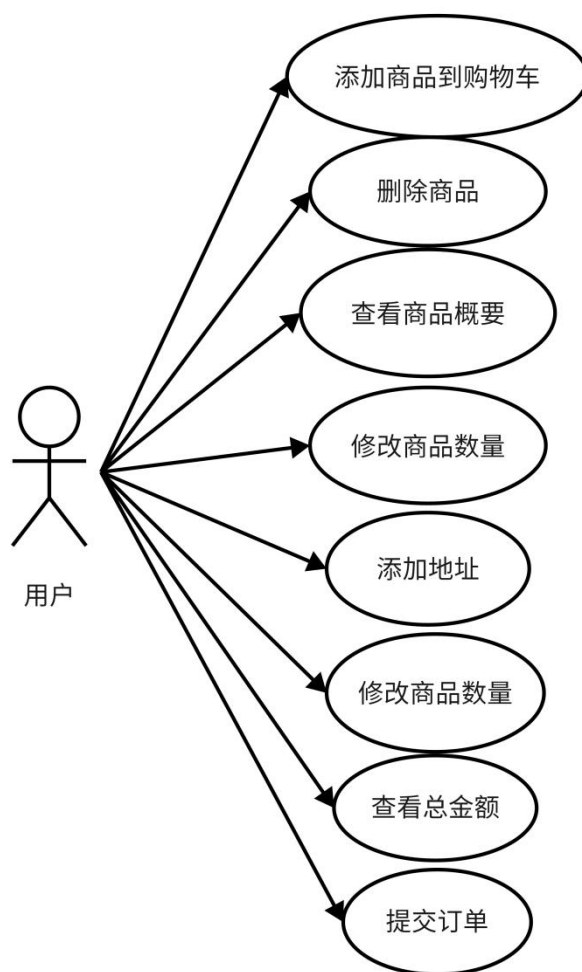 添加商品到购物车
删除商品
查看商品概要
修改商品数量
添加地址
用户
修改商品数量
查看总金额
提交订单